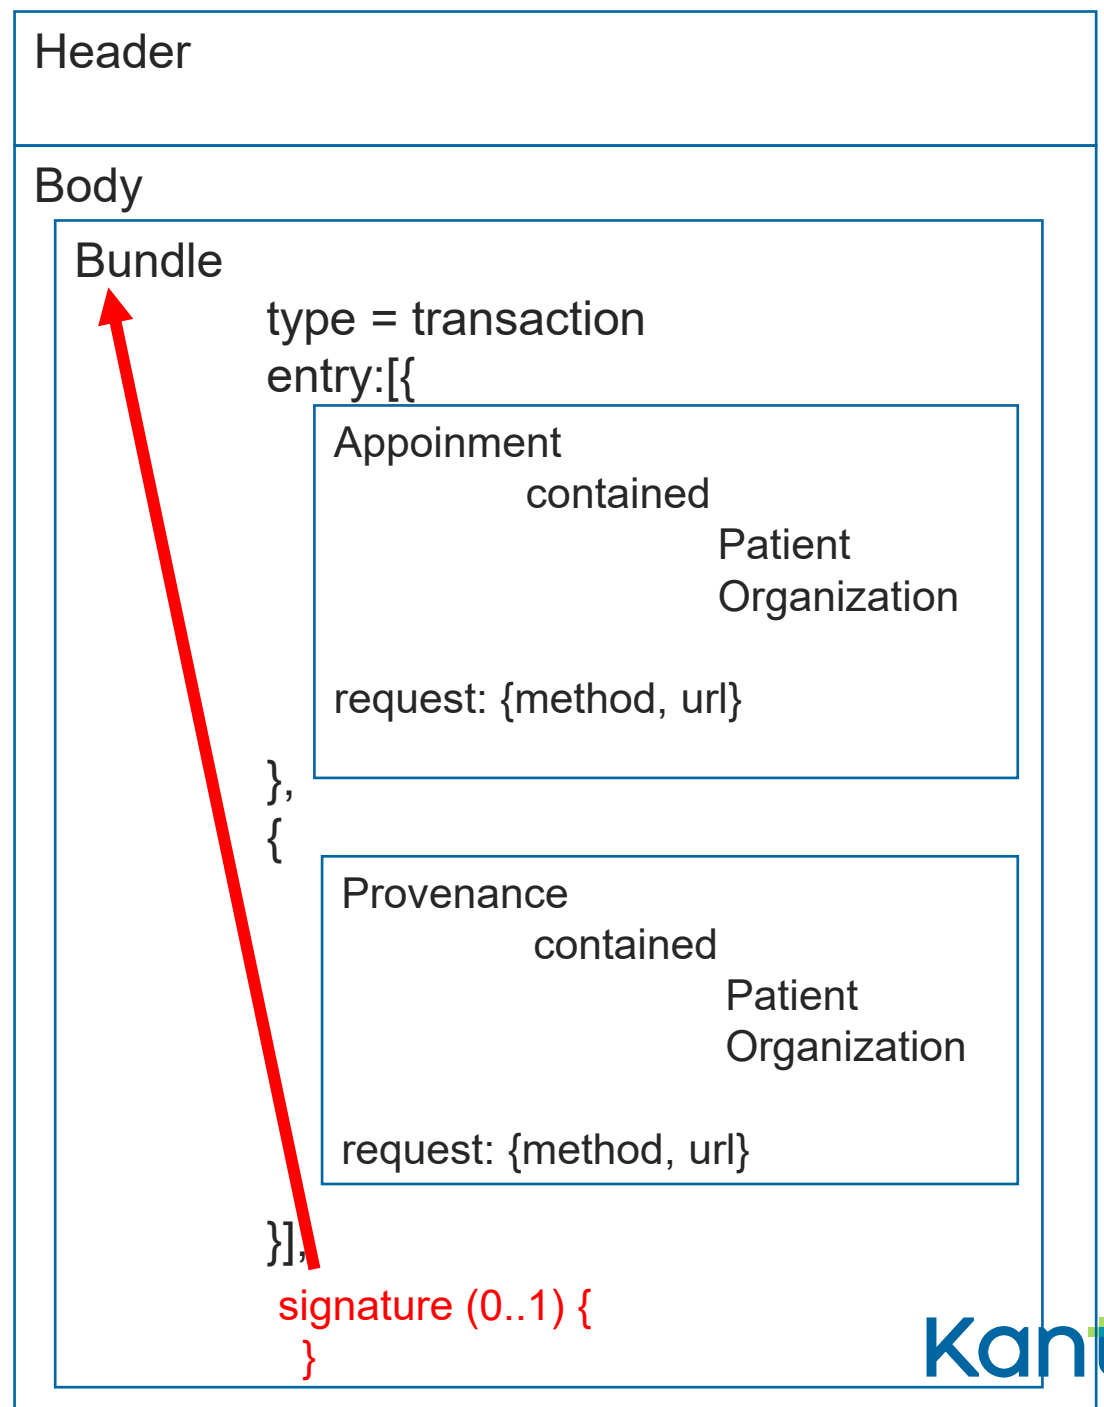 Header
Body
Bundle
type = transaction
entry:[{
Appoinment
contained
Patient
Organization
request: {method, url}
},
{
Provenance
contained
Patient
Organization
request: {method, url}
}],
signature (0..1) {
}